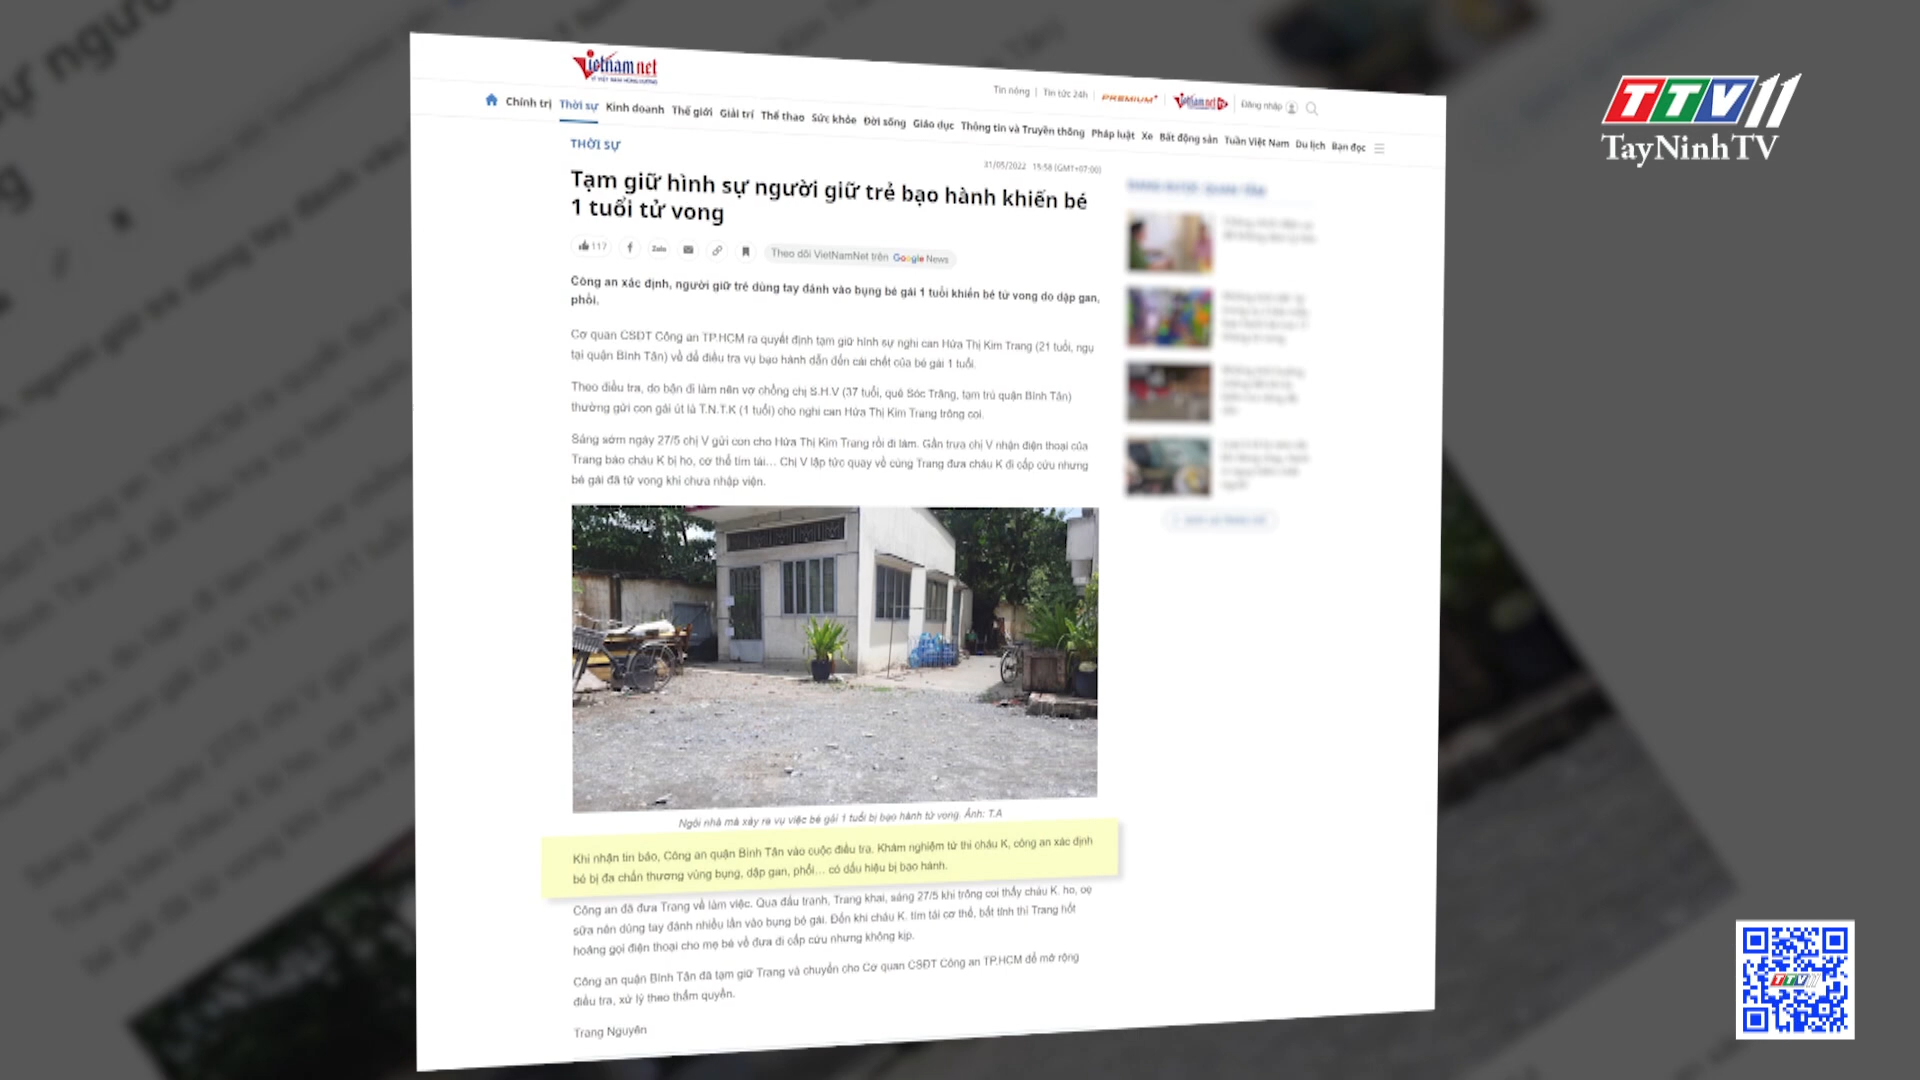 Vietnamnet
VÌ VIỆT NAM HÙNG CƯỜNG
Tin nóng | Tin tức 24h | PREMIUM | Vietnamnet | Đăng nhập
Chính trị Thời sự Kinh doanh Thế giới Giải trí Thể thao Sức khỏe Đời sống Giáo dục Thông tin và Truyền thông Pháp luật Xe Bất động sản Tuần Việt Nam Du lịch Bạn đọc
TTV11
TayNinhTV
THỜI SỰ
31/05/2022 15:58 (GMT+07:00)
Tạm giữ hình sự người giữ trẻ bạo hành khiến bé
1 tuổi tử vong
117 Zalo Theo dõi VietNamNet trên Google News
Công an xác định, người giữ trẻ dùng tay đánh vào bụng bé gái 1 tuổi khiến bé tử vong do dập gan,
phổi.
Cơ quan CSĐT Công an TP.HCM ra quyết định tạm giữ hình sự nghi can Hứa Thị Kim Trang (21 tuổi, ngụ
tại quận Bình Tân) về để điều tra vụ bạo hành dẫn đến cái chết của bé gái 1 tuổi.
Theo điều tra, do bận đi làm nên vợ chồng chị S.H.V (37 tuổi, quê Sóc Trăng, tạm trú quận Bình Tân)
thường gửi con gái út là T.N.T.K (1 tuổi) cho nghi can Hứa Thị Kim Trang trông coi.
Sáng sớm ngày 27/5 chị V gửi con cho Hứa Thị Kim Trang rồi đi làm. Gần trưa chị V nhận điện thoại của
Trang báo cháu K bị ho, cơ thể tím tái... Chị V lập tức quay về cùng Trang đưa cháu K đi cấp cứu nhưng
bé gái đã tử vong khi chưa nhập viện.
Ngôi nhà mà xảy ra vụ việc bé gái 1 tuổi bị bạo hành tử vong. Ảnh: T.A
Khi nhận tin báo, Công an quận Bình Tân vào cuộc điều tra. Khám nghiệm tử thi cháu K, công an xác định
bé bị đa chấn thương vùng bụng, dập gan, phổi... có dấu hiệu bị bạo hành.
Công an đã đưa Trang về làm việc. Qua đấu tranh, Trang khai, sáng 27/5 khi trông coi thấy cháu K. ho, ọe
sữa nên dùng tay đánh nhiều lần vào bụng bé gái. Đến khi cháu K. tím tái cơ thể, bất tỉnh thì Trang hốt
hoảng gọi điện thoại cho mẹ bé về đưa đi cấp cứu nhưng không kịp.
Công an quận Bình Tân đã tạm giữ Trang và chuyển cho Cơ quan CSĐT Công an TP.HCM để mở rộng
điều tra, xử lý theo thẩm quyền.
Trang Nguyên
TTV11